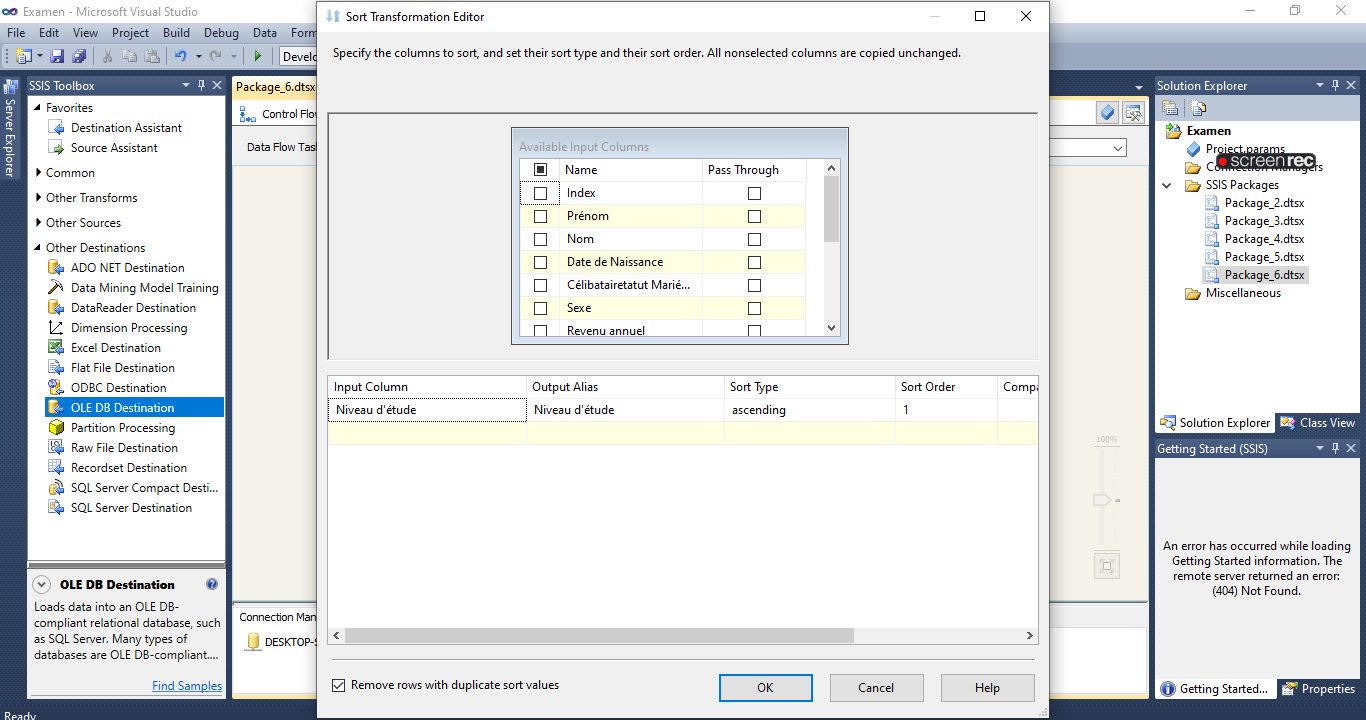 Examen - Microsoft Visual Studio
File Edit View Project Build Debug Data Form
Develo
Server Explorer
SSIS Toolbox
Favorites
Destination Assistant
Source Assistant
Common
Other Transforms
Other Sources
Other Destinations
ADO NET Destination
Data Mining Model Training
DataReader Destination
Dimension Processing
Excel Destination
Flat File Destination
ODBC Destination
OLE DB Destination
Partition Processing
Raw File Destination
Recordset Destination
SQL Server Compact Desti...
SQL Server Destination
OLE DB Destination
Loads data into an OLE DB-
compliant relational database, such
as SQL Server. Many types of
databases are OLE DB-compliant....
Find Samples
Ready
Package_6.dtsx
Control Flow
Data Flow Task
Connection Man
DESKTOP-S
Sort Transformation Editor
Specify the columns to sort, and set their sort type and their sort order. All nonselected columns are copied unchanged.
Available Input Columns
Name Pass Through
Index
Prénom
Nom
Date de Naissance
Célibatairetatut Marié...
Sexe
Revenu annuel
Input Column Output Alias Sort Type Sort Order Compa
Niveau d'étude Niveau d'étude ascending 1
Remove rows with duplicate sort values
OK Cancel Help
100%
Solution Explorer
Examen
Project.params
Connection Managers
screenrec
SSIS Packages
Package_2.dtsx
Package_3.dtsx
Package_4.dtsx
Package_5.dtsx
Package_6.dtsx
Miscellaneous
Solution Explorer Class View
Getting Started (SSIS)
An error has occurred while loading
Getting Started information. The
remote server returned an error:
(404) Not Found.
Getting Started... Properties